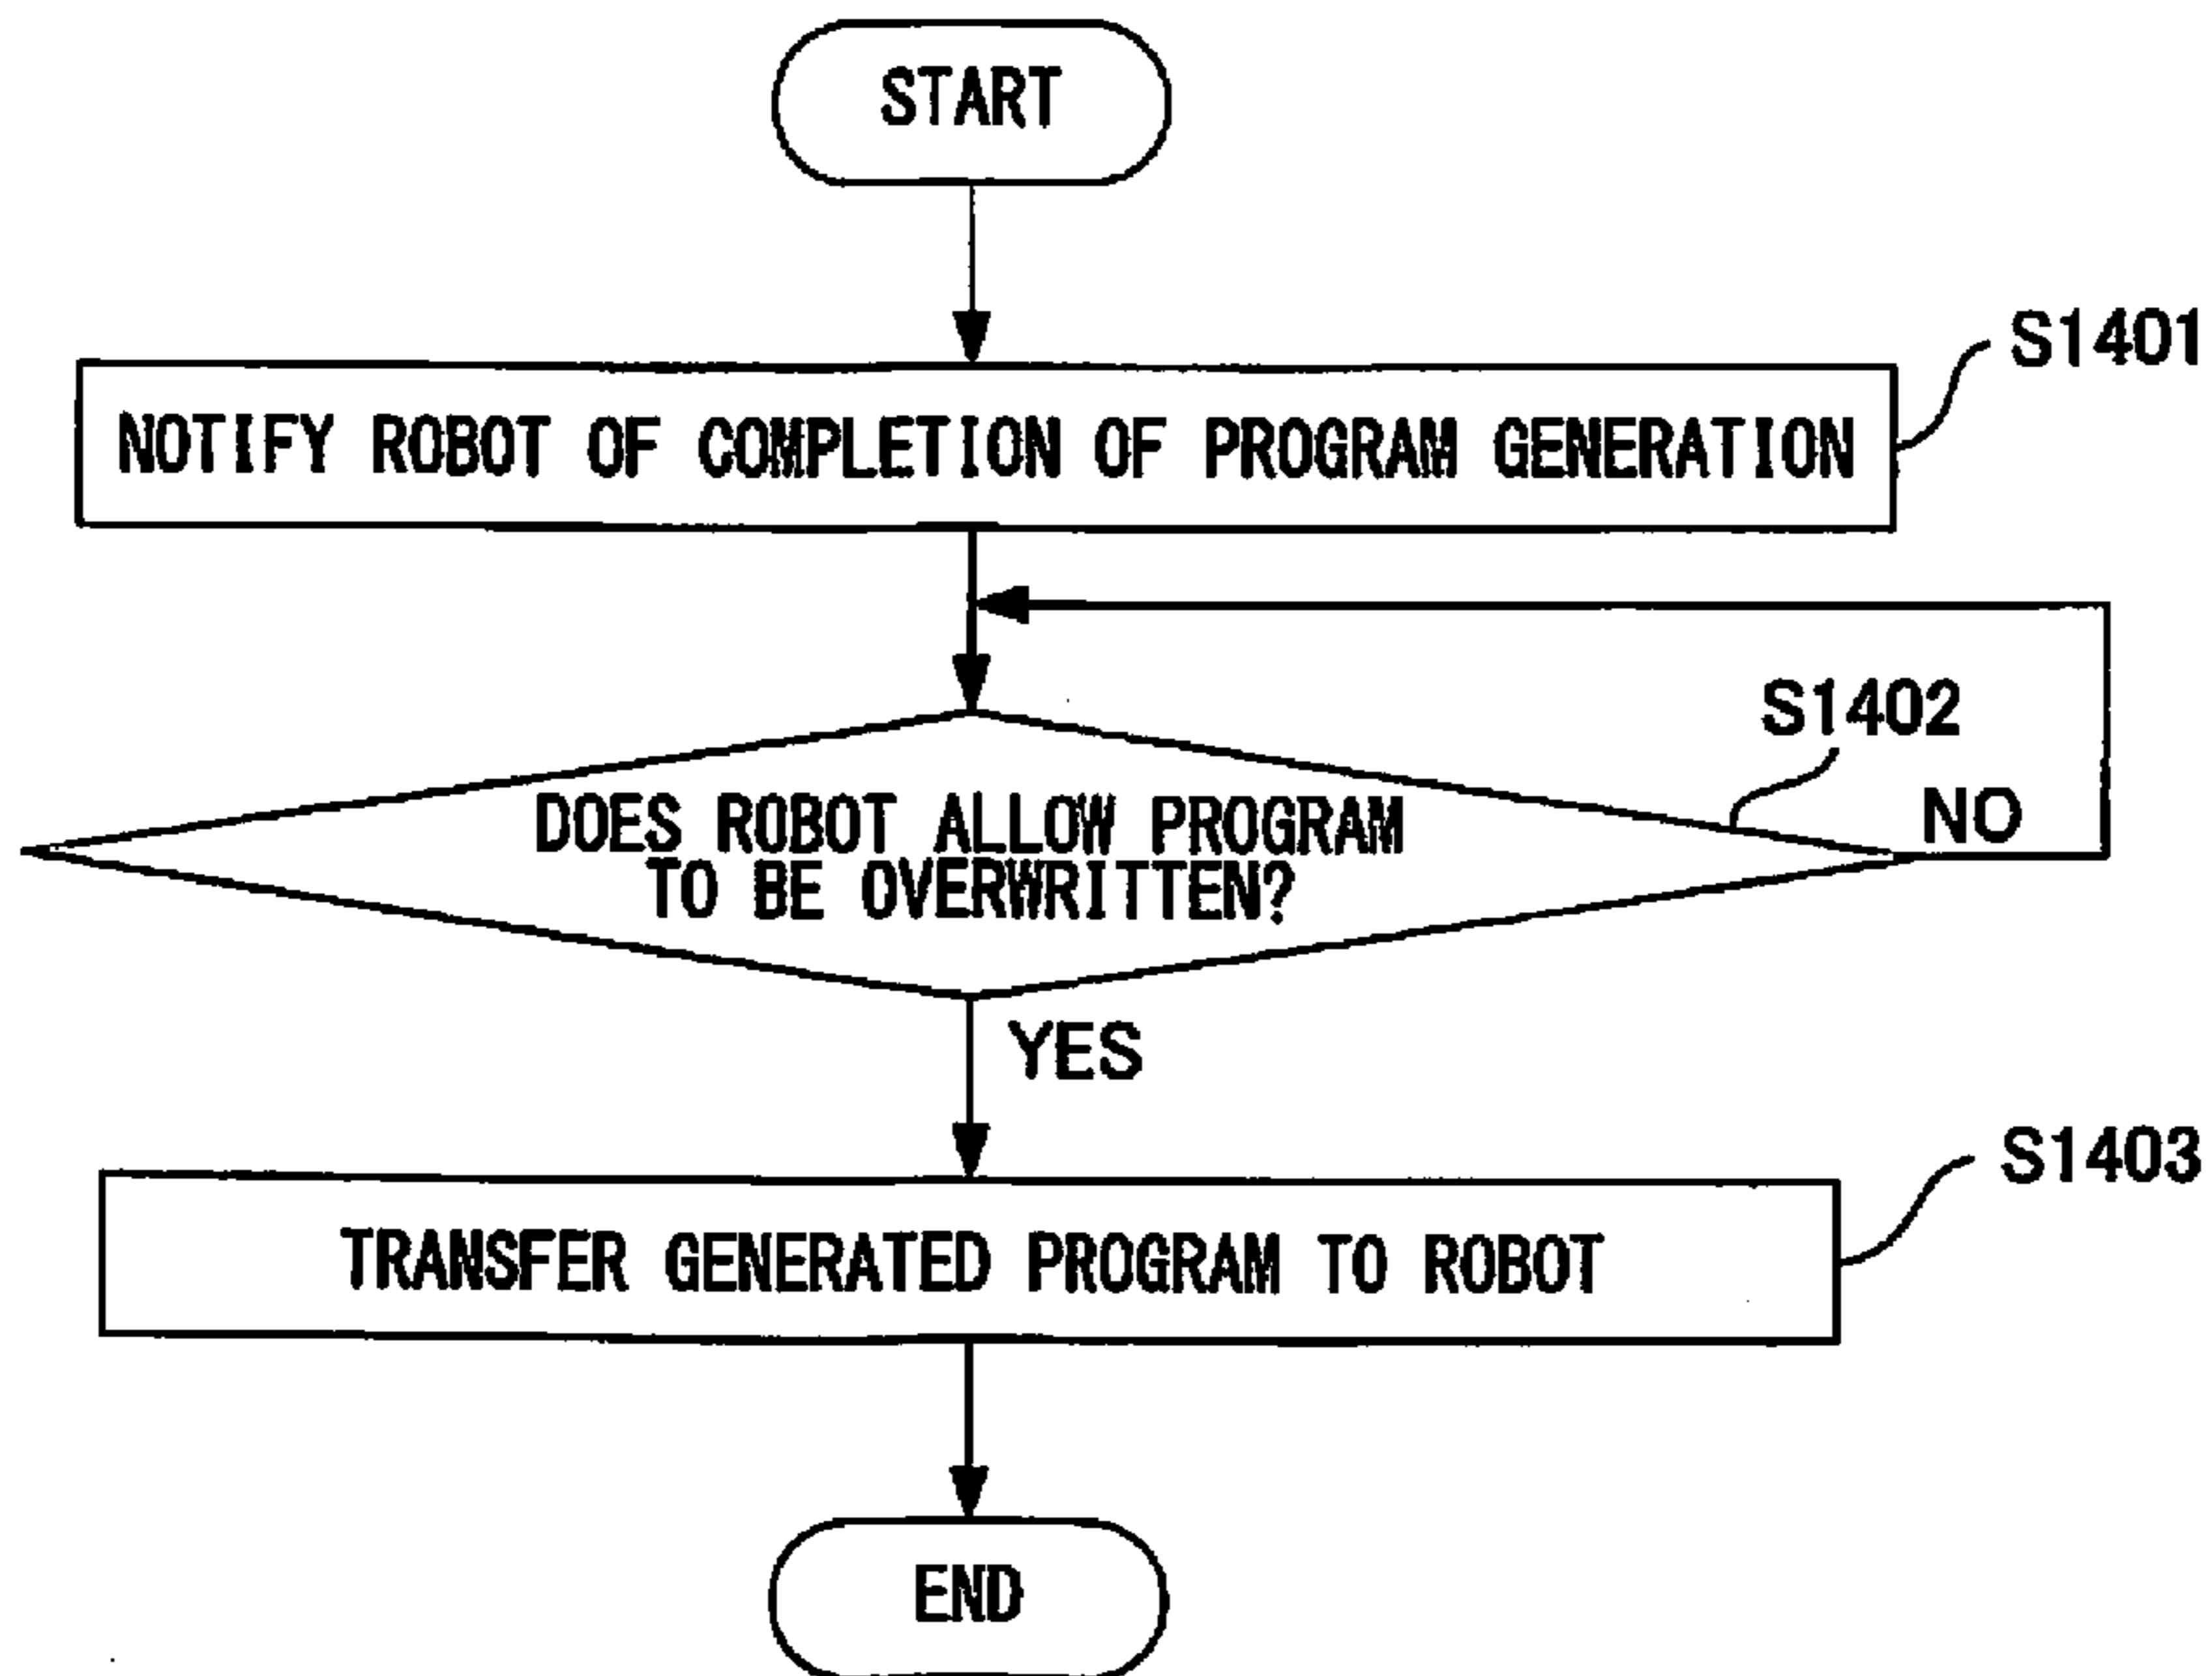 START
S1401
NOTIFY ROBOT OF COMPLETION OF PROGRAM GENERATION
S1402
NO
DOES ROBOT ALLOW PROGRAM
TO BE OVERWRITTEN?
YES
S1403
TRANSFER GENERATED PROGRAM TO ROBOT
END